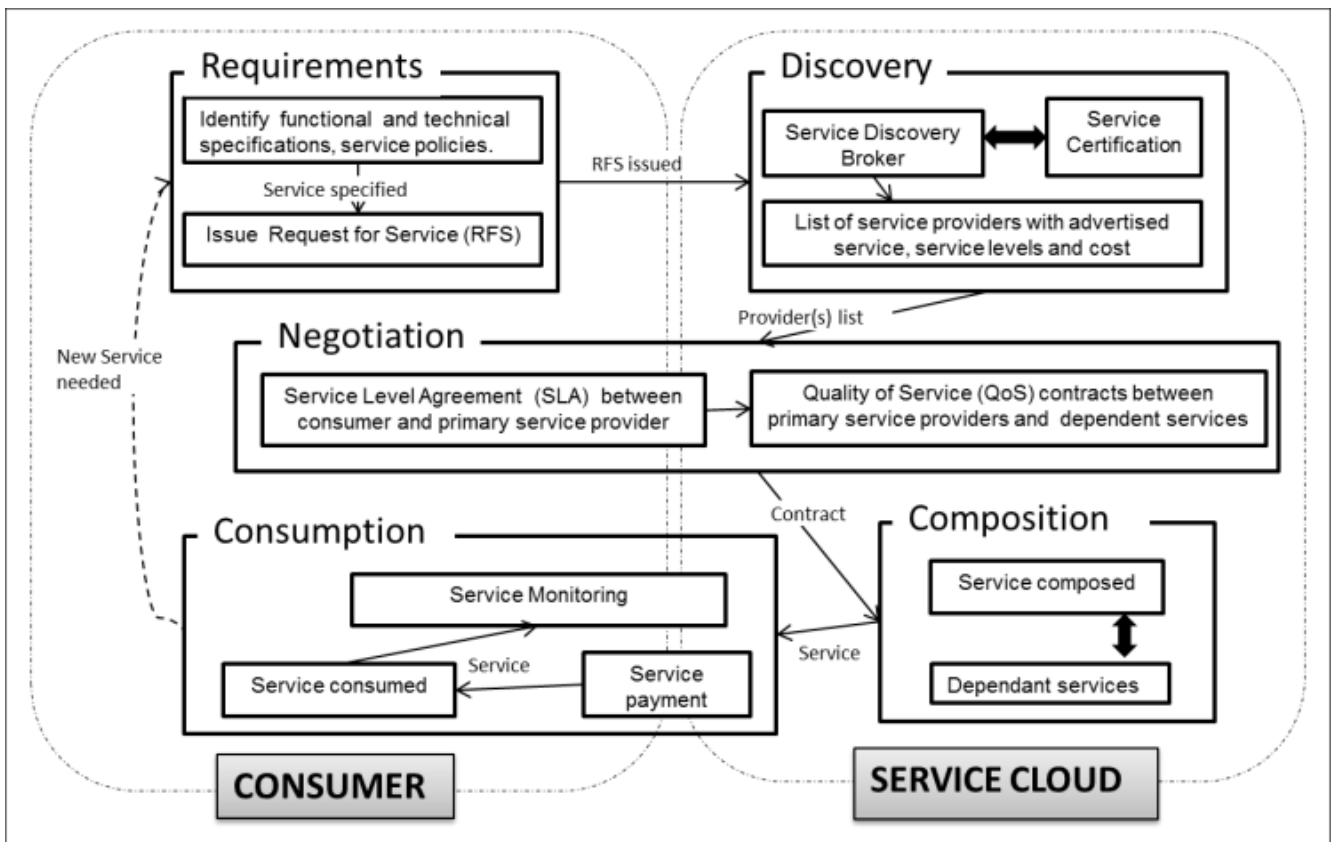 Requirements
Identify functional and technical
specifications, service policies.
Service specified
Issue Request for Service (RFS)
RFS issued
Discovery
Service Discovery
Broker
Service
Certification
List of service providers with advertised
service, service levels and cost
Provider(s) list
New Service
needed
Negotiation
Service Level Agreement (SLA) between
consumer and primary service provider
Quality of Service (QoS) contracts between
primary service providers and dependent services
Contract
Consumption
Service Monitoring
Service consumed
Service
Service
payment
Service
Composition
Service composed
Dependant services
CONSUMER
SERVICE CLOUD